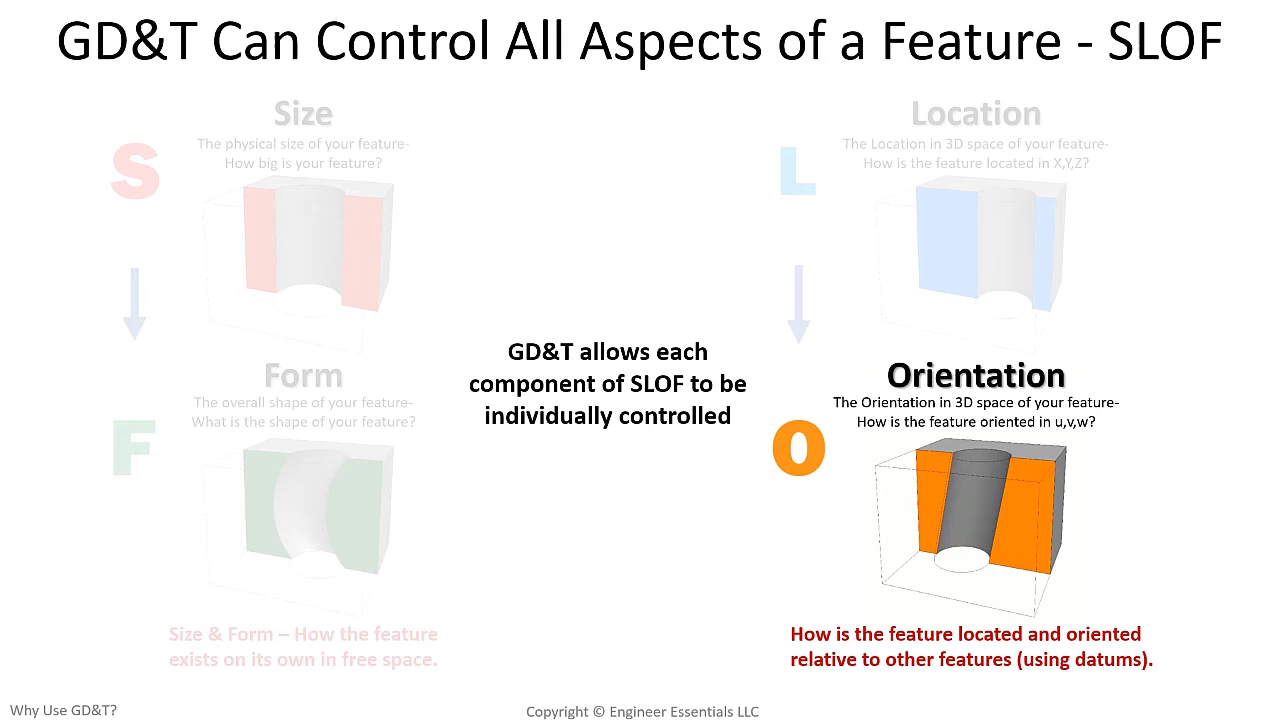 GD&T Can Control All Aspects of a Feature - SLOF
Size
The physical size of your feature-
How big is your feature?
S
Location
The Location in 3D space of your feature-
How is the feature located in X,Y,Z?
L
GD&T allows each
component of SLOF to be
individually controlled
Form
The overall shape of your feature-
What is the shape of your feature?
F
Orientation
The Orientation in 3D space of your feature-
How is the feature oriented in u,v,w?
O
Size & Form – How the feature
exists on its own in free space.
How is the feature located and oriented
relative to other features (using datums).
Why Use GD&T?
Copyright © Engineer Essentials LLC